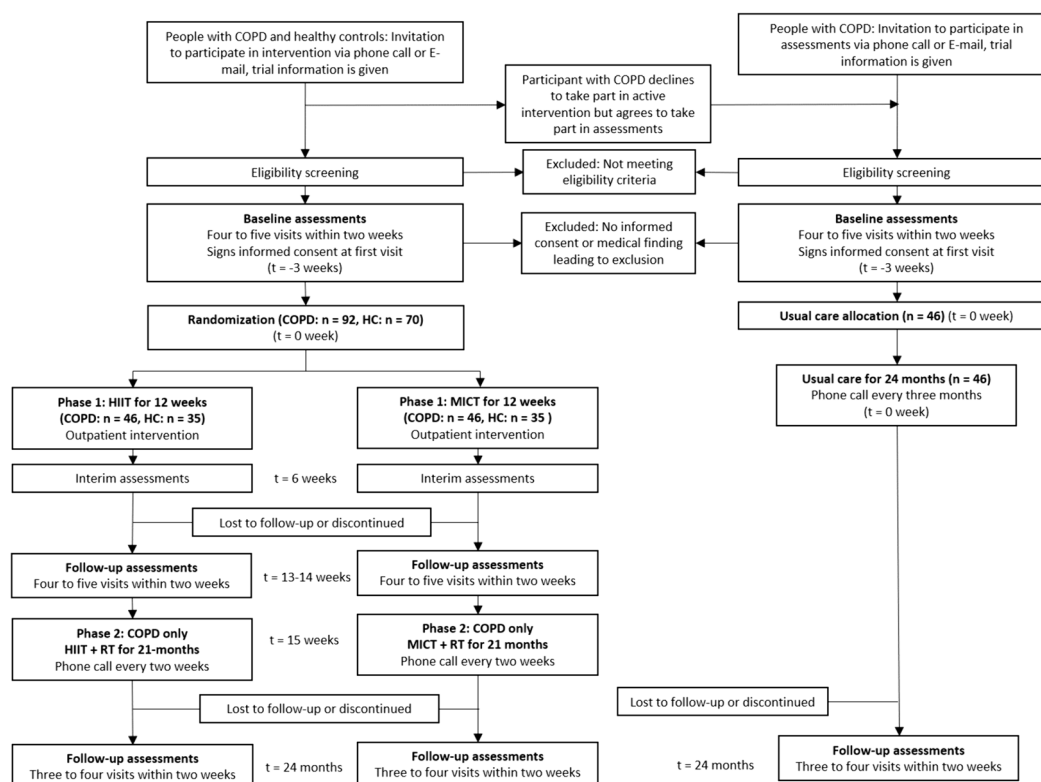 People with COPD and healthy controls: Invitation
to participate in intervention via phone call or E-
mail, trial information is given
People with COPD: Invitation to participate in
assessments via phone call or E-mail, trial
information is given
Participant with COPD declines
to take part in active
intervention but agrees to take
part in assessments
Eligibility screening
Excluded: Not meeting
eligibility criteria
Eligibility screening
Baseline assessments
Four to five visits within two weeks
Signs informed consent at first visit
(t = -3 weeks)
Excluded: No informed
consent or medical finding
leading to exclusion
Baseline assessments
Four to five visits within two weeks
Signs informed consent at first visit
(t = -3 weeks)
Randomization (COPD: n = 92, HC: n = 70)
(t = 0 week)
Usual care allocation (n = 46) (t = 0 week)
Phase 1: HIIT for 12 weeks
(COPD: n = 46, HC: n = 35)
Outpatient intervention
Phase 1: MICT for 12 weeks
(COPD: n = 46, HC: n = 35 )
Outpatient intervention
Usual care for 24 months (n = 46)
Phone call every three months
(t = 0 week)
Interim assessments
t = 6 weeks
Interim assessments
Lost to follow-up or discontinued
Follow-up assessments
Four to five visits within two weeks
t = 13-14 weeks
Follow-up assessments
Four to five visits within two weeks
Phase 2: COPD only
HIIT + RT for 21-months
Phone call every two weeks
t = 15 weeks
Phase 2: COPD only
MICT + RT for 21 months
Phone call every two weeks
Lost to follow-up or discontinued
Lost to follow-up or discontinued
Follow-up assessments
Three to four visits within two weeks
t = 24 months
Follow-up assessments
Three to four visits within two weeks
t = 24 months
Follow-up assessments
Three to four visits within two weeks